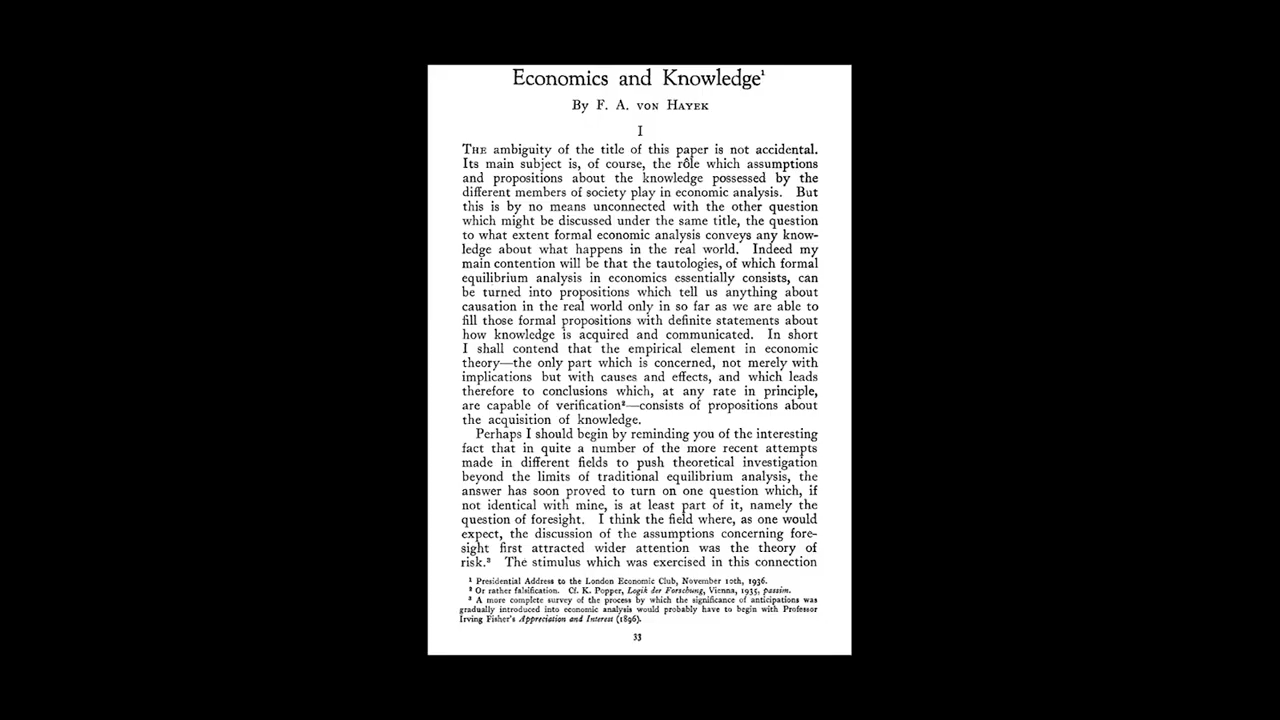 Economics and Knowledge¹
By F. A. VON HAYEK
I
THE ambiguity of the title of this paper is not accidental.
Its main subject is, of course, the rôle which assumptions
and propositions about the knowledge possessed by the
different members of society play in economic analysis. But
this is by no means unconnected with the other question
which might be discussed under the same title, the question
to what extent formal economic analysis conveys any know-
ledge about what happens in the real world. Indeed my
main contention will be that the tautologies, of which formal
equilibrium analysis in economics essentially consists, can
be turned into propositions which tell us anything about
causation in the real world only in so far as we are able to
fill those formal propositions with definite statements about
how knowledge is acquired and communicated. In short
I shall contend that the empirical element in economic
theory—the only part which is concerned, not merely with
implications but with causes and effects, and which leads
therefore to conclusions which, at any rate in principle,
are capable of verification²—consists of propositions about
the acquisition of knowledge.
Perhaps I should begin by reminding you of the interesting
fact that in quite a number of the more recent attempts
made in different fields to push theoretical investigation
beyond the limits of traditional equilibrium analysis, the
answer has soon proved to turn on one question which, if
not identical with mine, is at least part of it, namely the
question of foresight. I think the field where, as one would
expect, the discussion of the assumptions concerning fore-
sight first attracted wider attention was the theory of
risk.³ The stimulus which was exercised in this connection
¹ Presidential Address to the London Economic Club, November 10th, 1936.
² Or rather falsification. Cf. K. Popper, Logik der Forschung, Vienna, 1935, passim.
³ A more complete survey of the process by which the significance of anticipations was
gradually introduced into economic analysis would probably have to begin with Professor
Irving Fisher's Appreciation and Interest (1896).
33